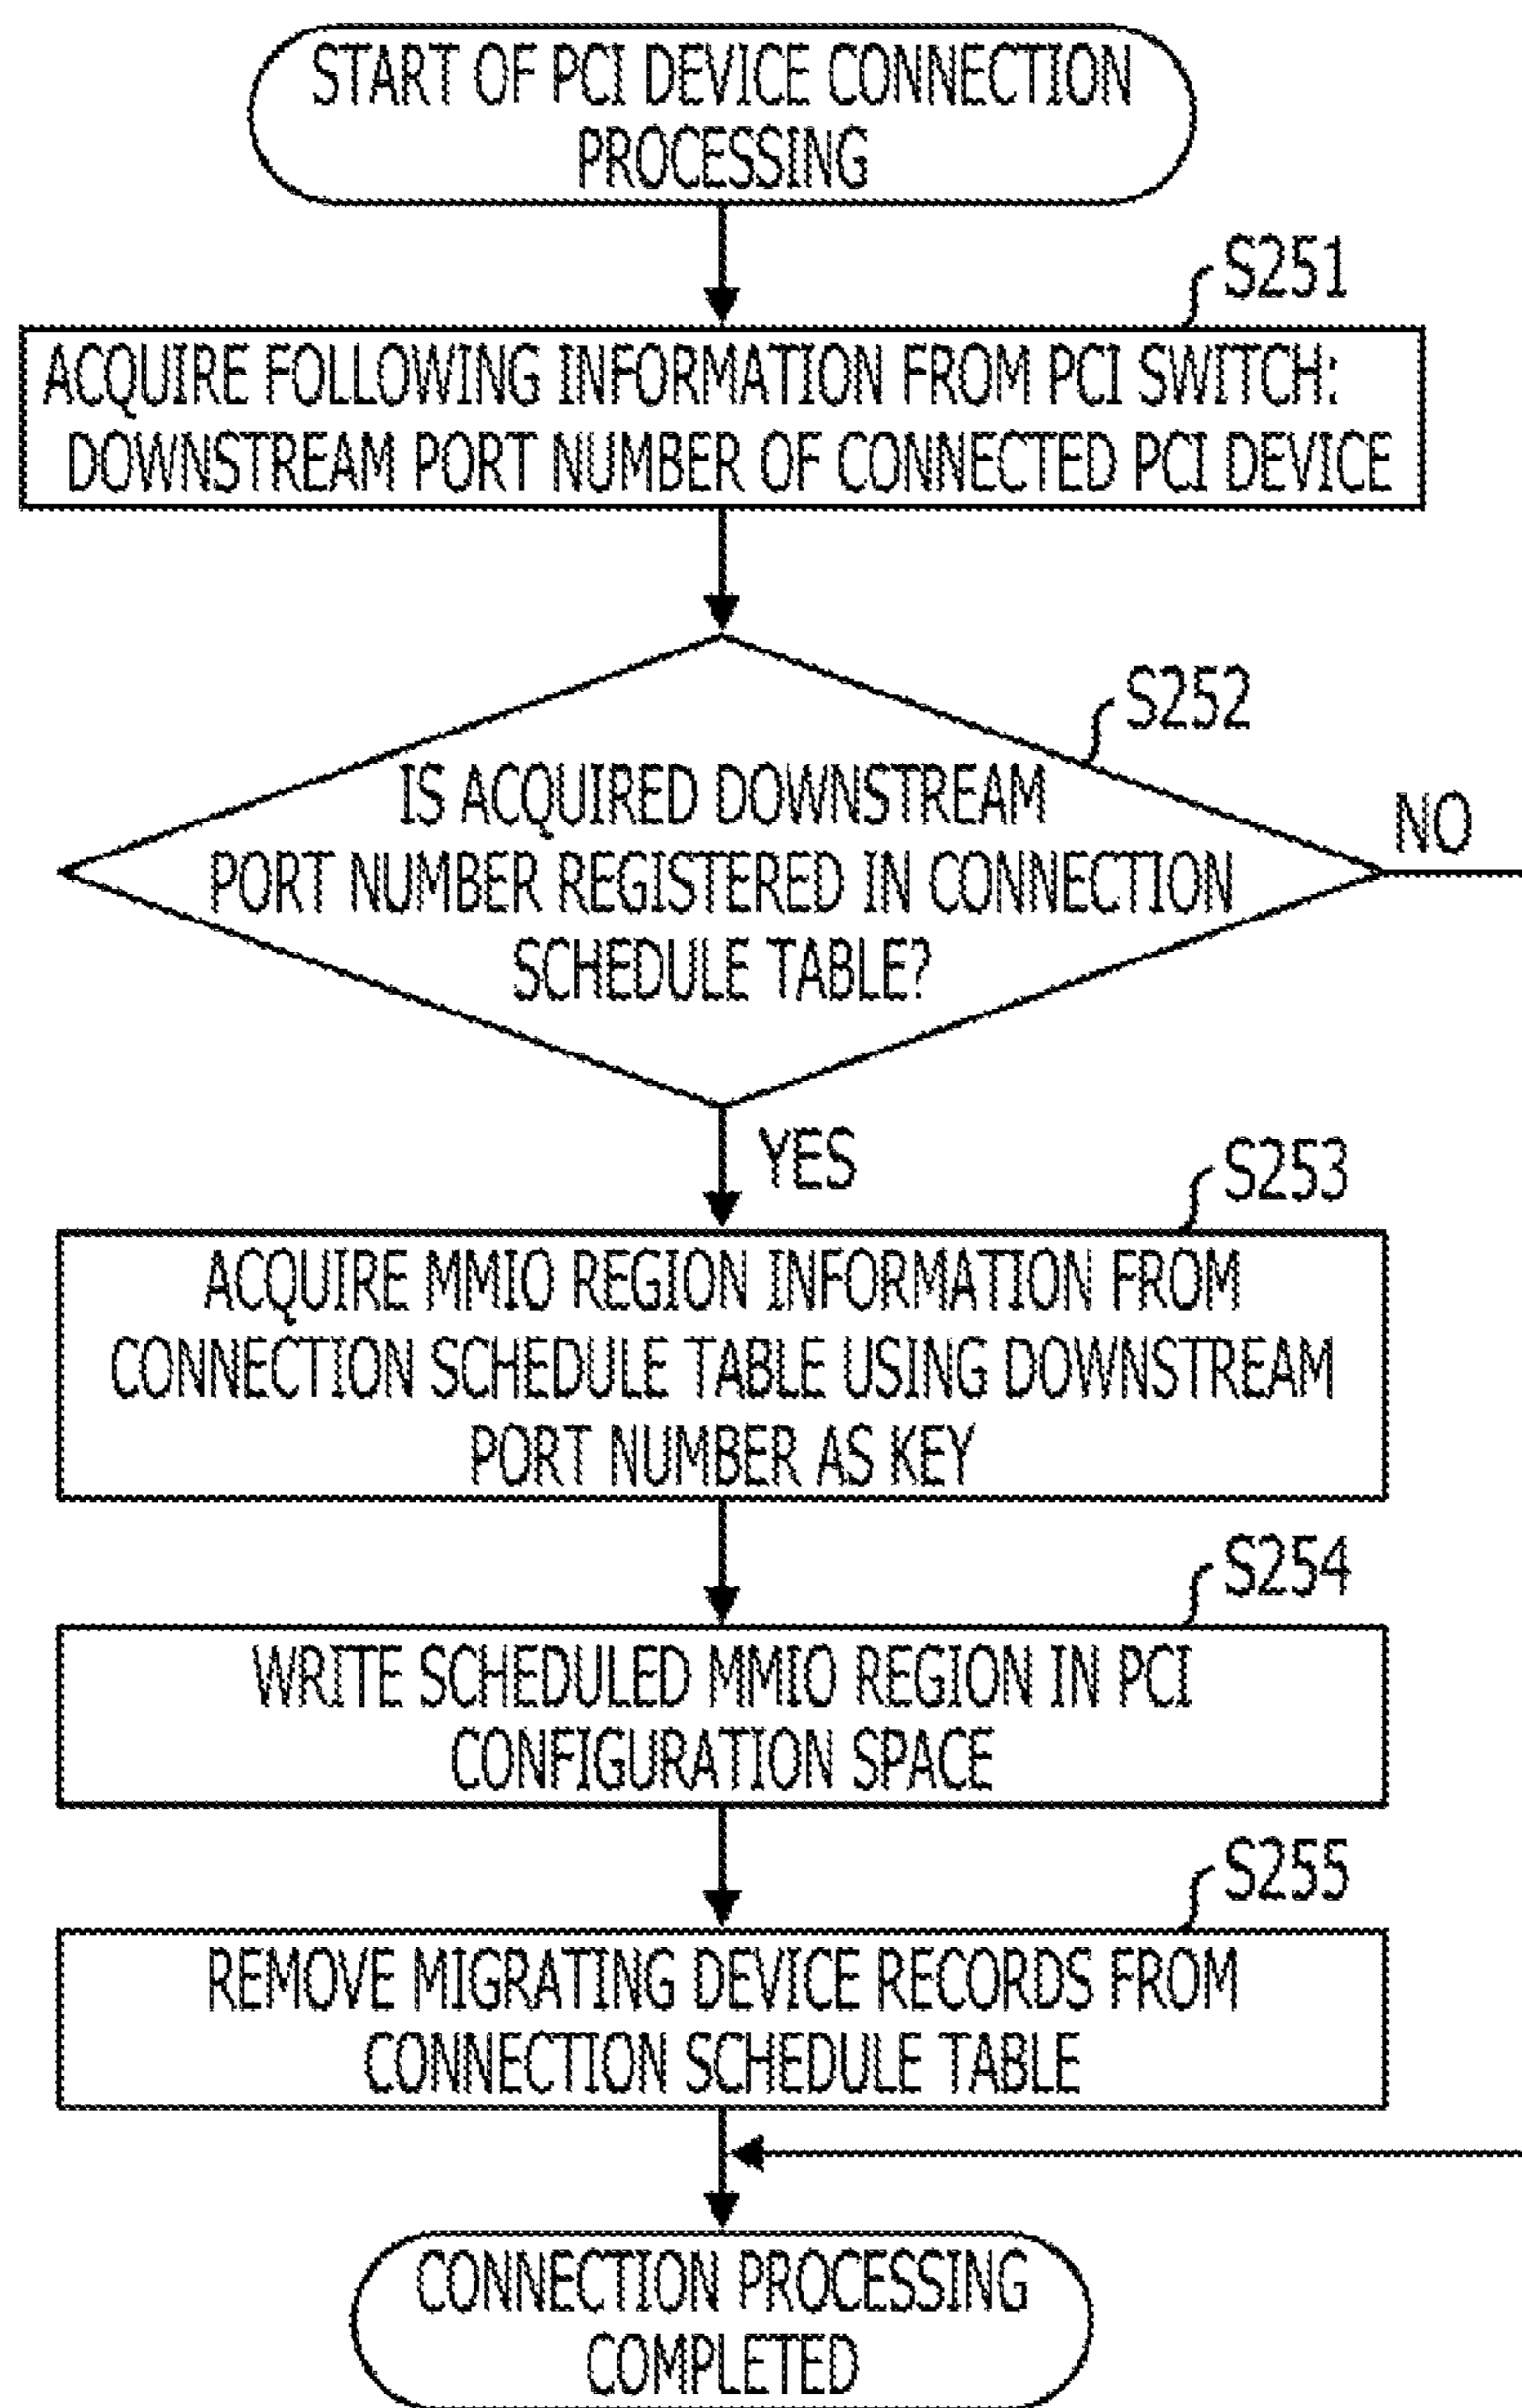 START OF PCI DEVICE CONNECTION
PROCESSING
S251
ACQUIRE FOLLOWING INFORMATION FROM PCI SWITCH:
DOWNSTREAM PORT NUMBER OF CONNECTED PCI DEVICE
S252
IS ACQUIRED DOWNSTREAM
PORT NUMBER REGISTERED IN CONNECTION
SCHEDULE TABLE?
NO
YES
S253
ACQUIRE MMIO REGION INFORMATION FROM
CONNECTION SCHEDULE TABLE USING DOWNSTREAM
PORT NUMBER AS KEY
S254
WRITE SCHEDULED MMIO REGION IN PCI
CONFIGURATION SPACE
S255
REMOVE MIGRATING DEVICE RECORDS FROM
CONNECTION SCHEDULE TABLE
CONNECTION PROCESSING
COMPLETED